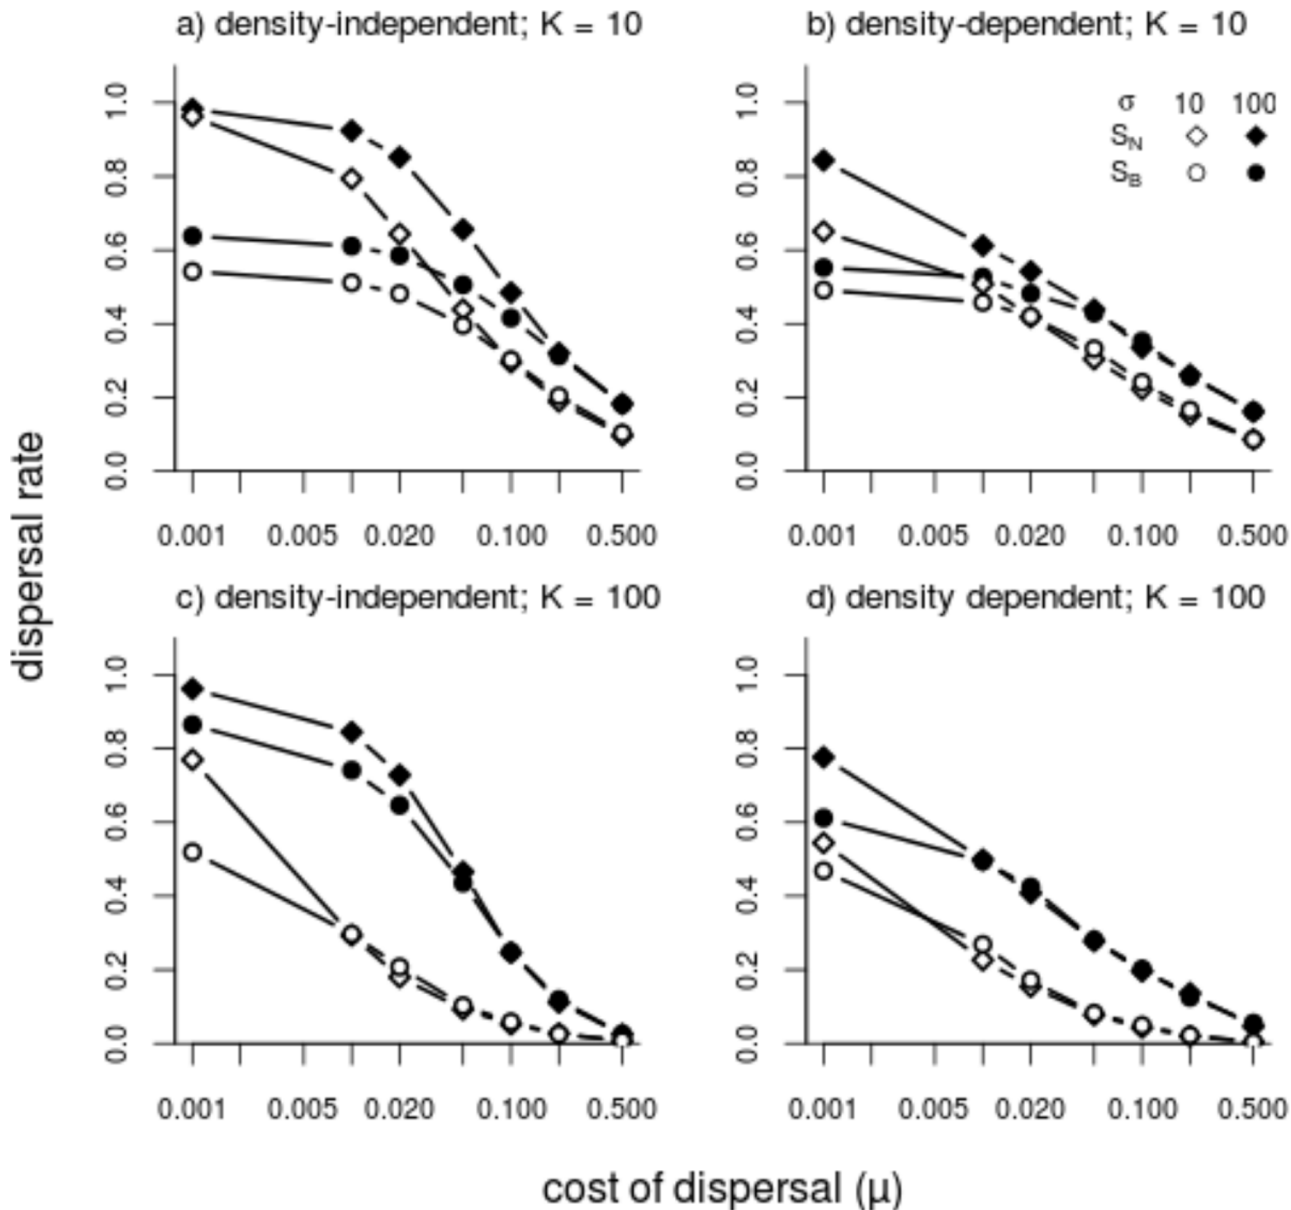 a) density-independent; K = 10
b) density-dependent; K = 10
σ 10 100
S_N
S_B
1.0
0.8
0.6
0.4
0.2
0.0
1.0
0.8
0.6
0.4
0.2
0.0
0.001 0.005 0.020 0.100 0.500
0.001 0.005 0.020 0.100 0.500
dispersal rate
c) density-independent; K = 100
d) density dependent; K = 100
1.0
0.8
0.6
0.4
0.2
0.0
1.0
0.8
0.6
0.4
0.2
0.0
0.001 0.005 0.020 0.100 0.500
0.001 0.005 0.020 0.100 0.500
cost of dispersal (μ)